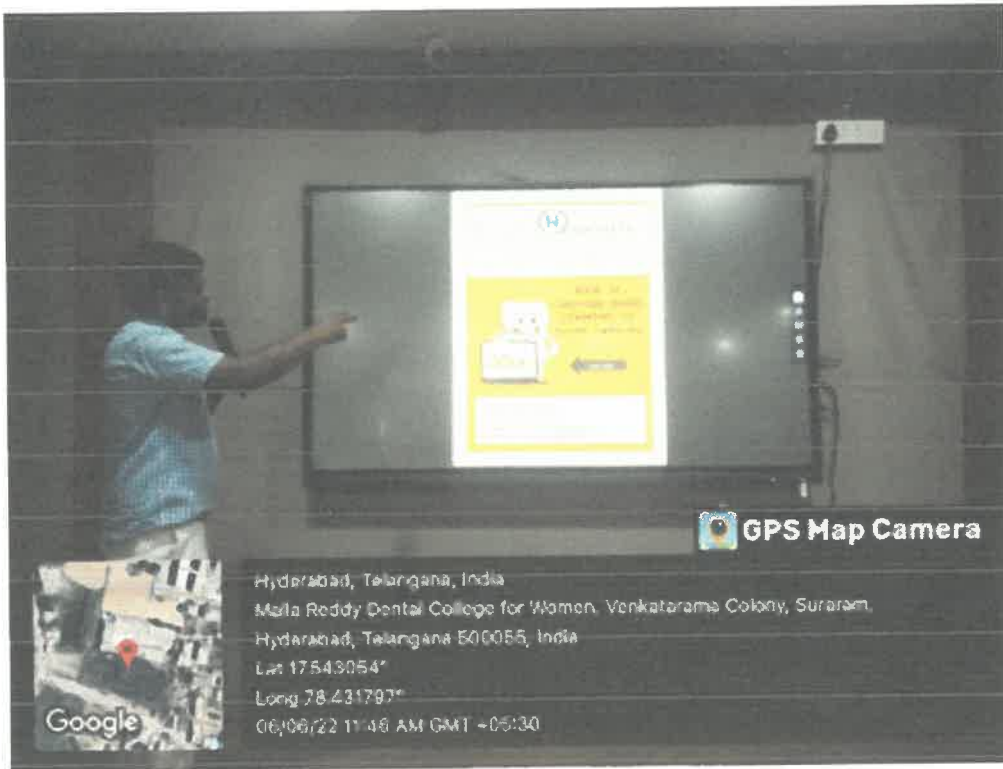 GPS Map Camera
Hyderabad, Telangana, India
Malla Reddy Dental College for Women, Venkatarama Colony, Suraram,
Hyderabad, Telangana 500055, India
Lat 17.543054°
Long 78.431797°
06/06/22 11:46 AM GMT +05:30
Google